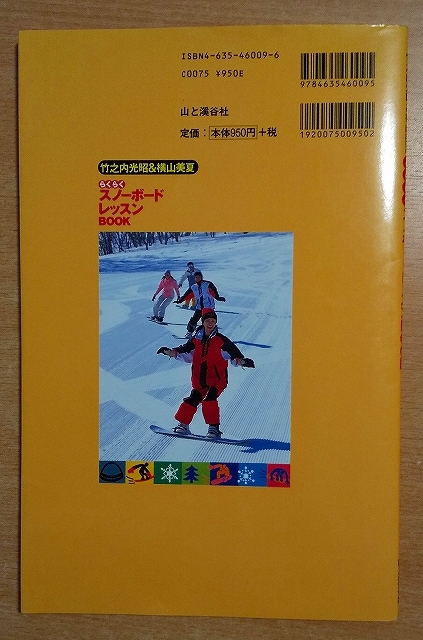 ISBN4-635-46009-6
C0075 ¥950E
9784635460095
山と溪谷社
定価：本体950円＋税
1920075009502
竹之内光昭&横山美夏
らくらく
スノーボード
レッスン
BOOK